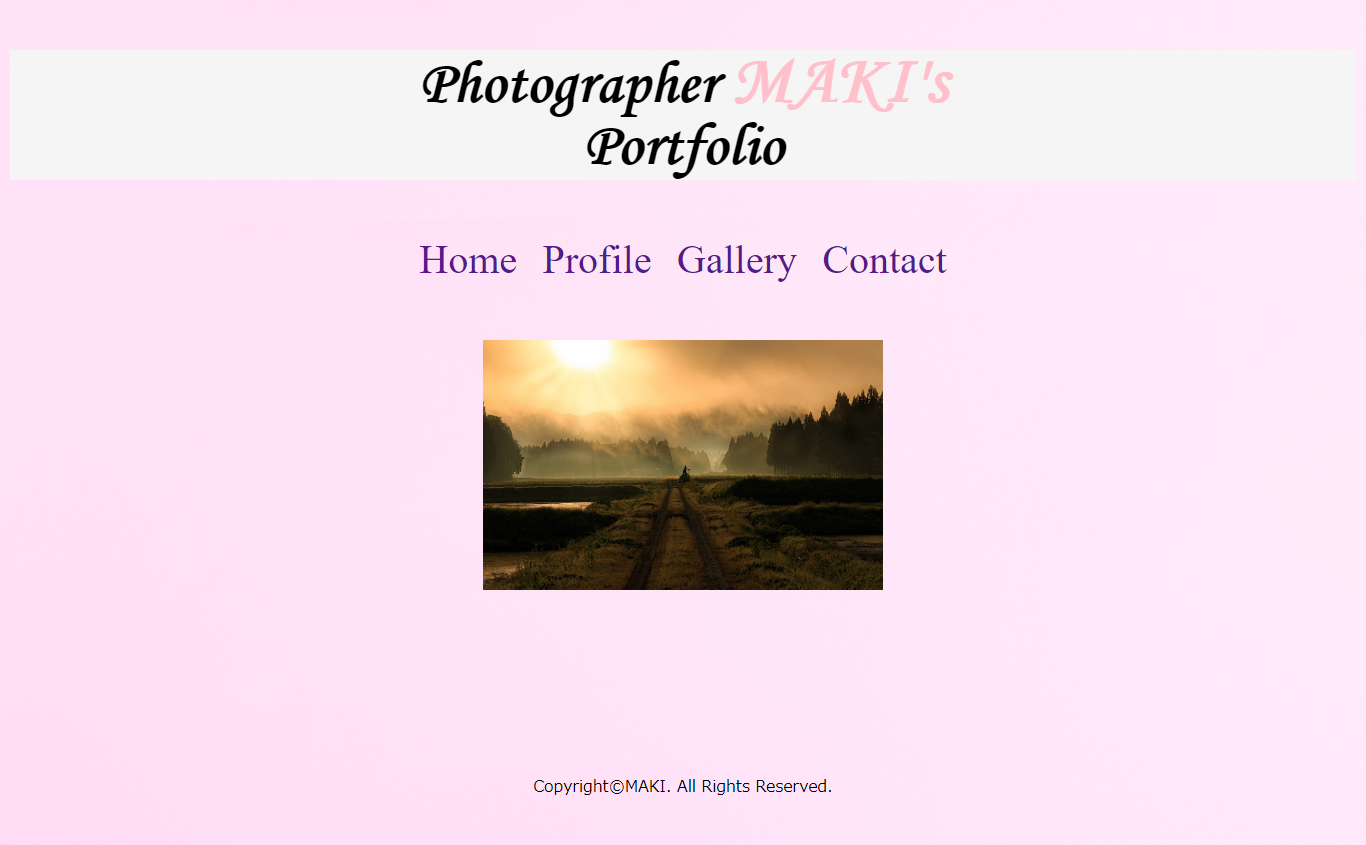 Photographer MAKI's
Portfolio
Home Profile Gallery Contact
Copyright©MAKI. All Rights Reserved.